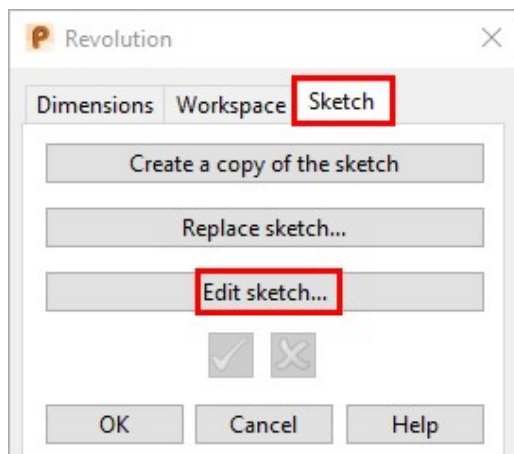 P Revolution
Dimensions Workspace Sketch
Create a copy of the sketch
Replace sketch...
Edit sketch...
OK Cancel Help